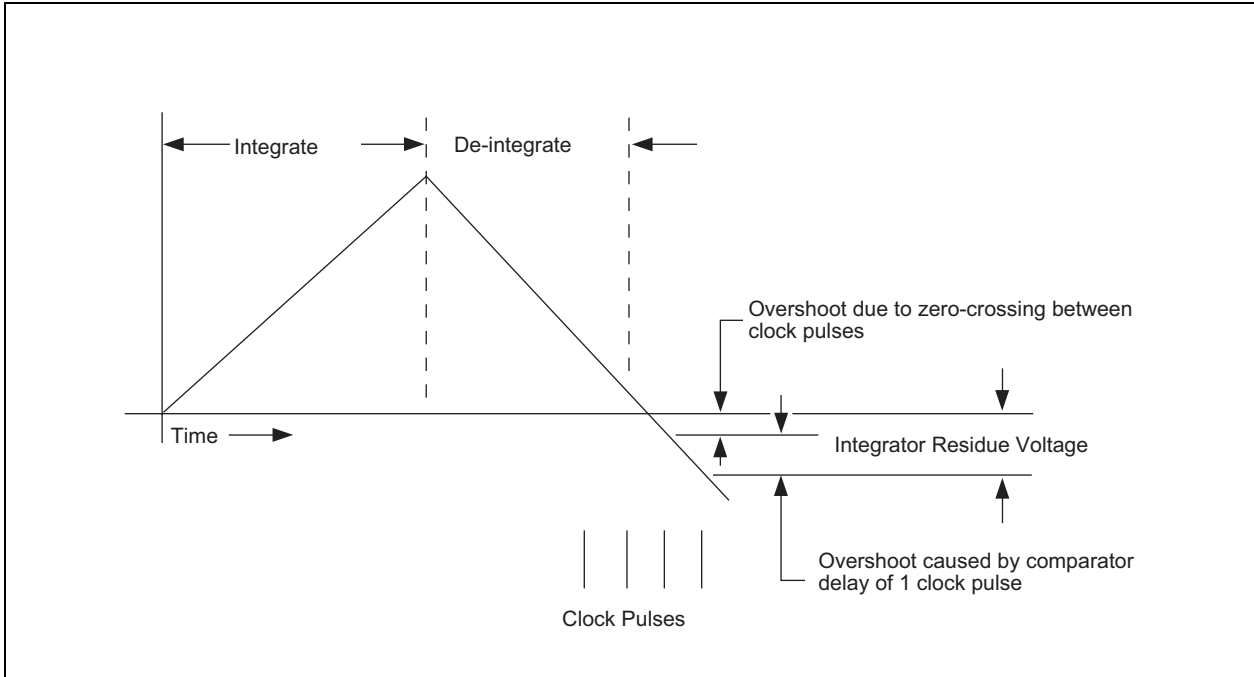 Integrate
De-integrate
Overshoot due to zero-crossing between
clock pulses
Time
Integrator Residue Voltage
Overshoot caused by comparator
delay of 1 clock pulse
Clock Pulses